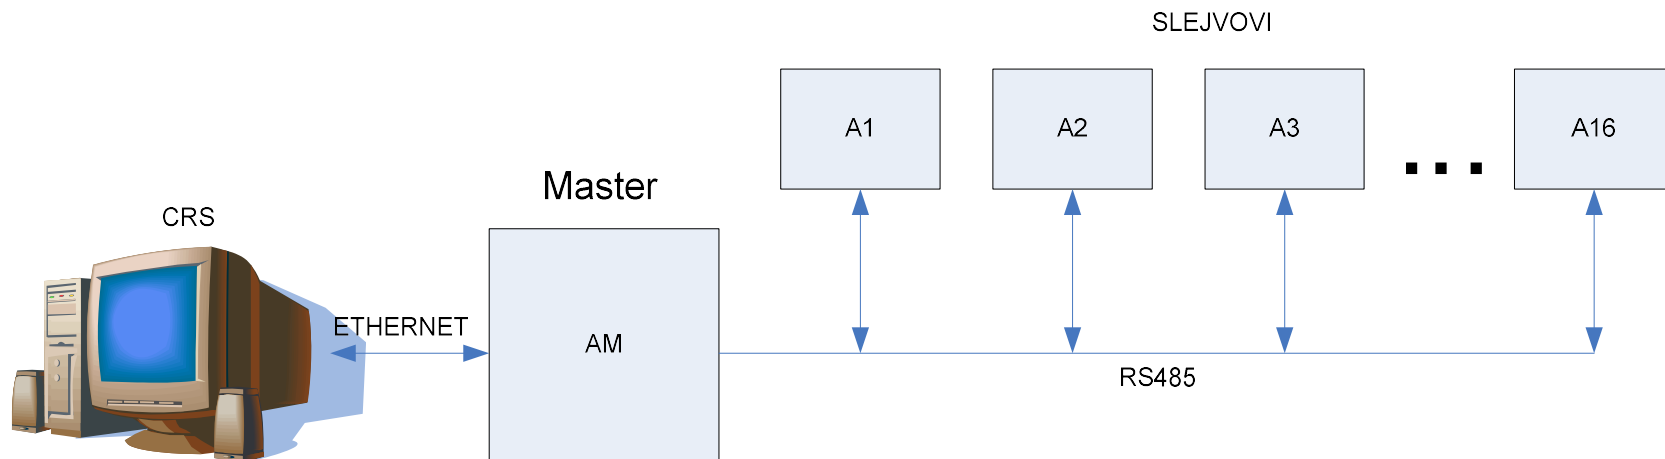 SLEJVOVI
A1
A2
A3
A16
Master
CRS
ETHERNET
AM
RS485